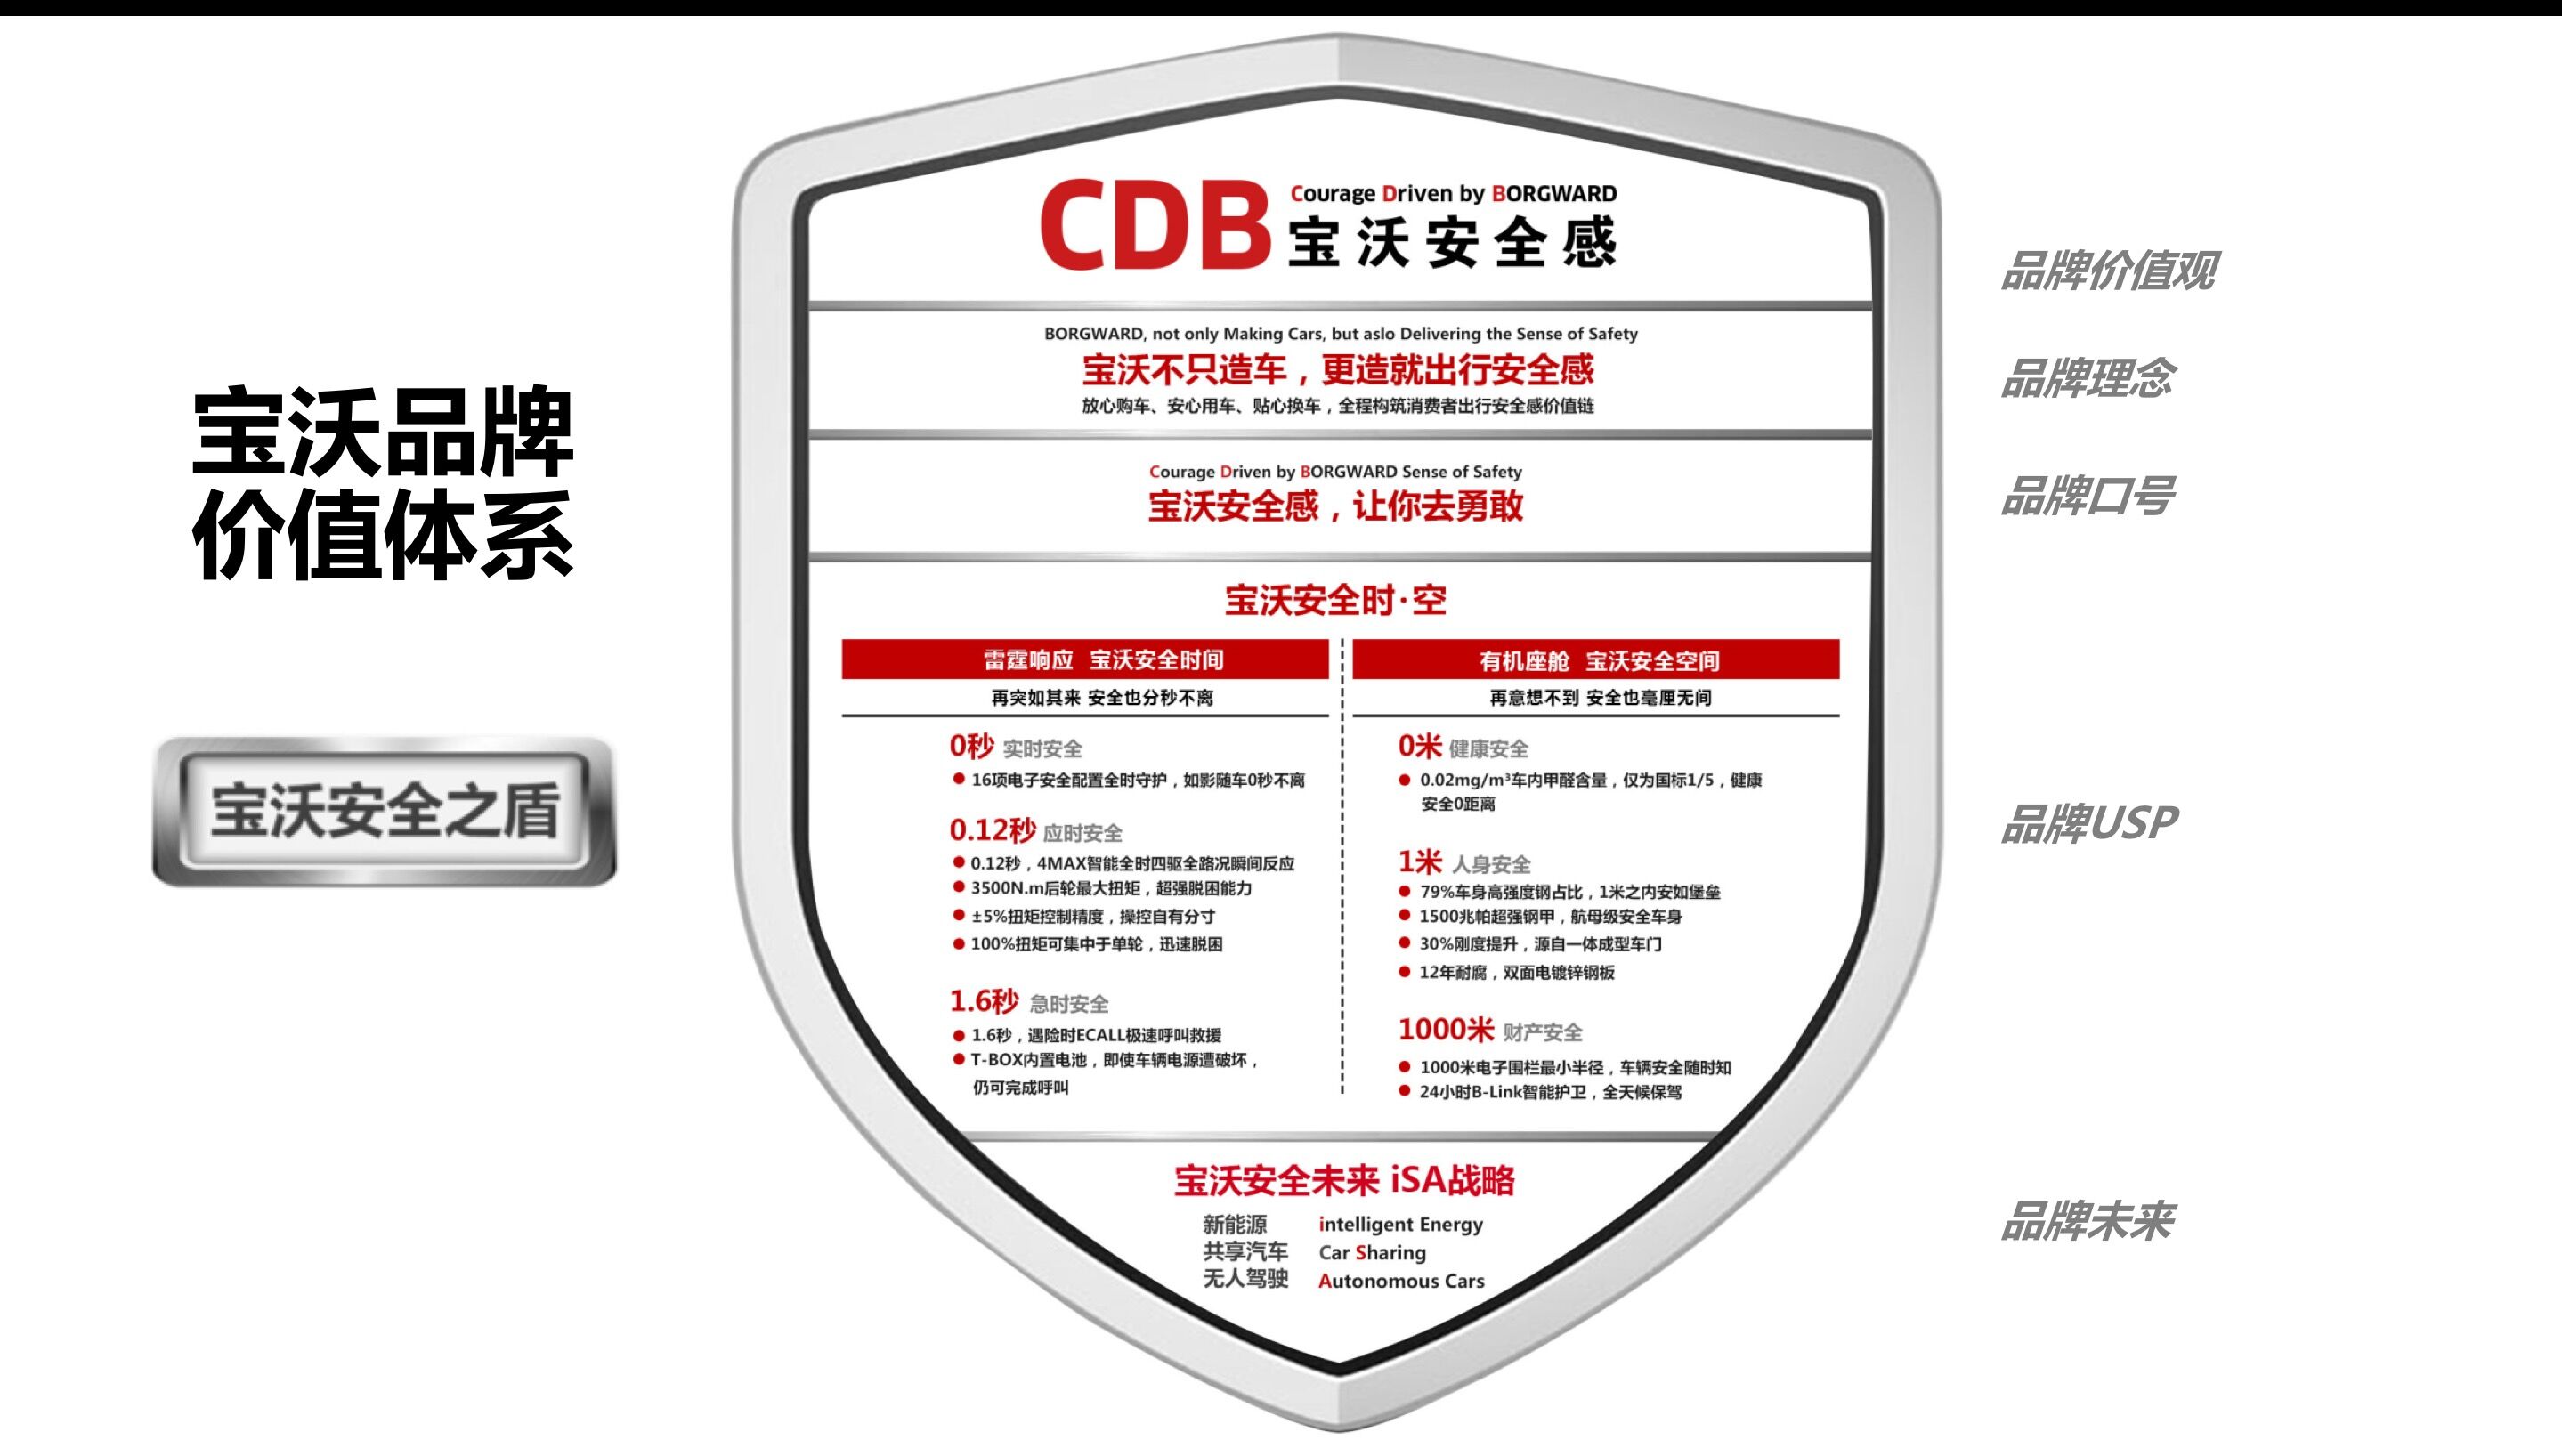 宝沃品牌
价值体系
宝沃安全之盾
CDB
Courage Driven by BORGWARD
宝沃安全感
品牌价值观
BORGWARD, not only Making Cars, but aslo Delivering the Sense of Safety
宝沃不只造车，更造就出行安全感
放心购车、安心用车、贴心换车，全程构筑消费者出行安全感价值链
品牌理念
Courage Driven by BORGWARD Sense of Safety
宝沃安全感，让你去勇敢
品牌口号
宝沃安全时·空
雷霆响应 宝沃安全时间
再突如其来 安全也分秒不离
0秒 实时安全
16项电子安全配置全时守护，如影随车0秒不离
0.12秒 应时安全
0.12秒，4MAX智能全时四驱全路况瞬间反应
3500N.m后轮最大扭矩，超强脱困能力
±5%扭矩控制精度，操控自有分寸
100%扭矩可集中于单轮，迅速脱困
1.6秒 急时安全
1.6秒，遇险时ECALL极速呼叫救援
T-BOX内置电池，即使车辆电源遭破坏，
仍可完成呼叫
有机座舱 宝沃安全空间
再意想不到 安全也毫厘无间
0米 健康安全
0.02mg/m³车内甲醛含量，仅为国标1/5，健康
安全0距离
1米 人身安全
79%车身高强度钢占比，1米之内安如堡垒
1500兆帕超强钢甲，航母级安全车身
30%刚度提升，源自一体成型车门
12年耐腐，双面电镀锌钢板
1000米 财产安全
1000米电子围栏最小半径，车辆安全随时知
24小时B-Link智能护卫，全天候保驾
品牌USP
宝沃安全未来 iSA战略
新能源 intelligent Energy
共享汽车 Car Sharing
无人驾驶 Autonomous Cars
品牌未来